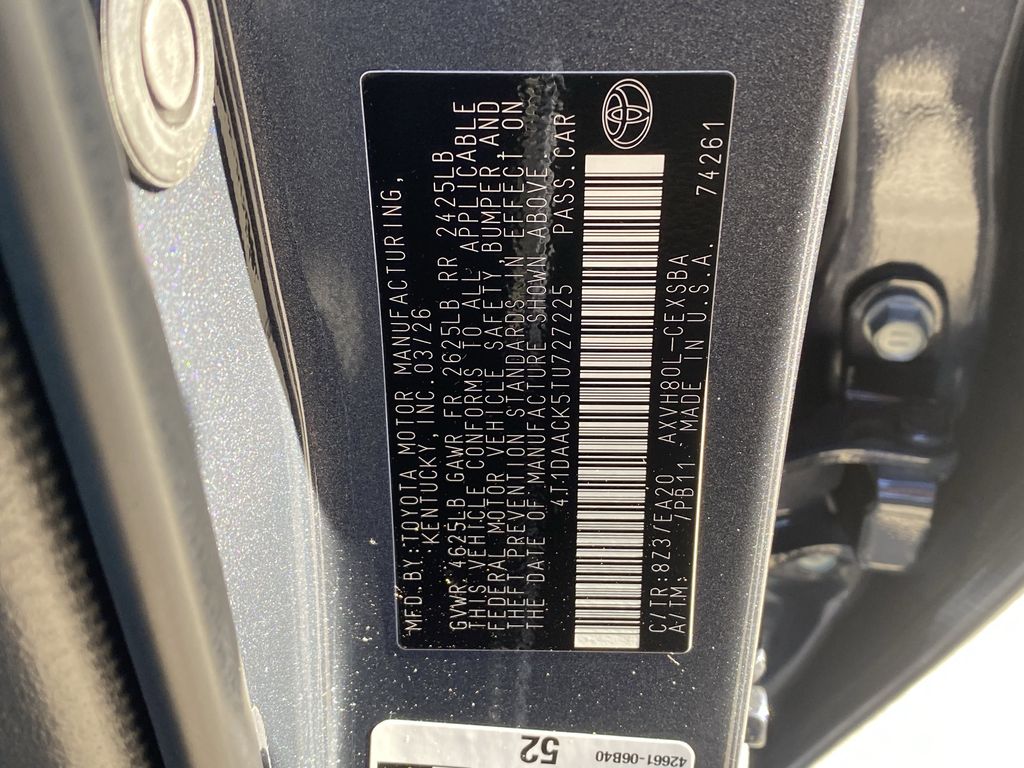 MFD. BY: TOYOTA MOTOR MANUFACTURING,
KENTUCKY, INC. 03/26
GVWR 4625LB GAWR FR 2625LB RR 2425LB
THIS VEHICLE CONFORMS TO ALL APPLICABLE
FEDERAL MOTOR VEHICLE SAFETY, BUMPER, AND
THEFT PREVENTION STANDARDS IN EFFECT ON
THE DATE OF MANUFACTURE SHOWN ABOVE.
4T1DAACK5TU727225 PASS. CAR
C/TR: 8Z3/EA20 AXVH80L-CEXSBA
A/TM: /PB11 MADE IN U.S.A. 74261
52
42661-06B40